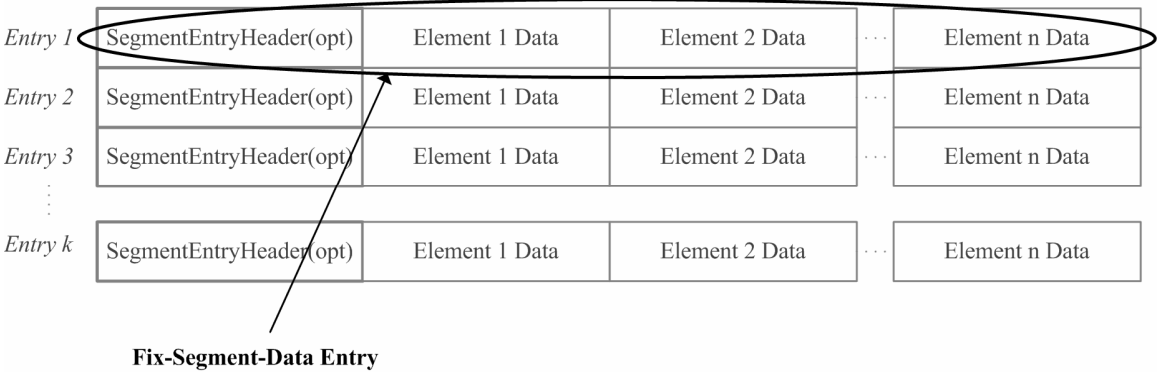 Entry 1 SegmentEntryHeader(opt) Element 1 Data Element 2 Data ... Element n Data
Entry 2 SegmentEntryHeader(opt) Element 1 Data Element 2 Data ... Element n Data
Entry 3 SegmentEntryHeader(opt) Element 1 Data Element 2 Data ... Element n Data
Entry k SegmentEntryHeader(opt) Element 1 Data Element 2 Data ... Element n Data
Fix-Segment-Data Entry